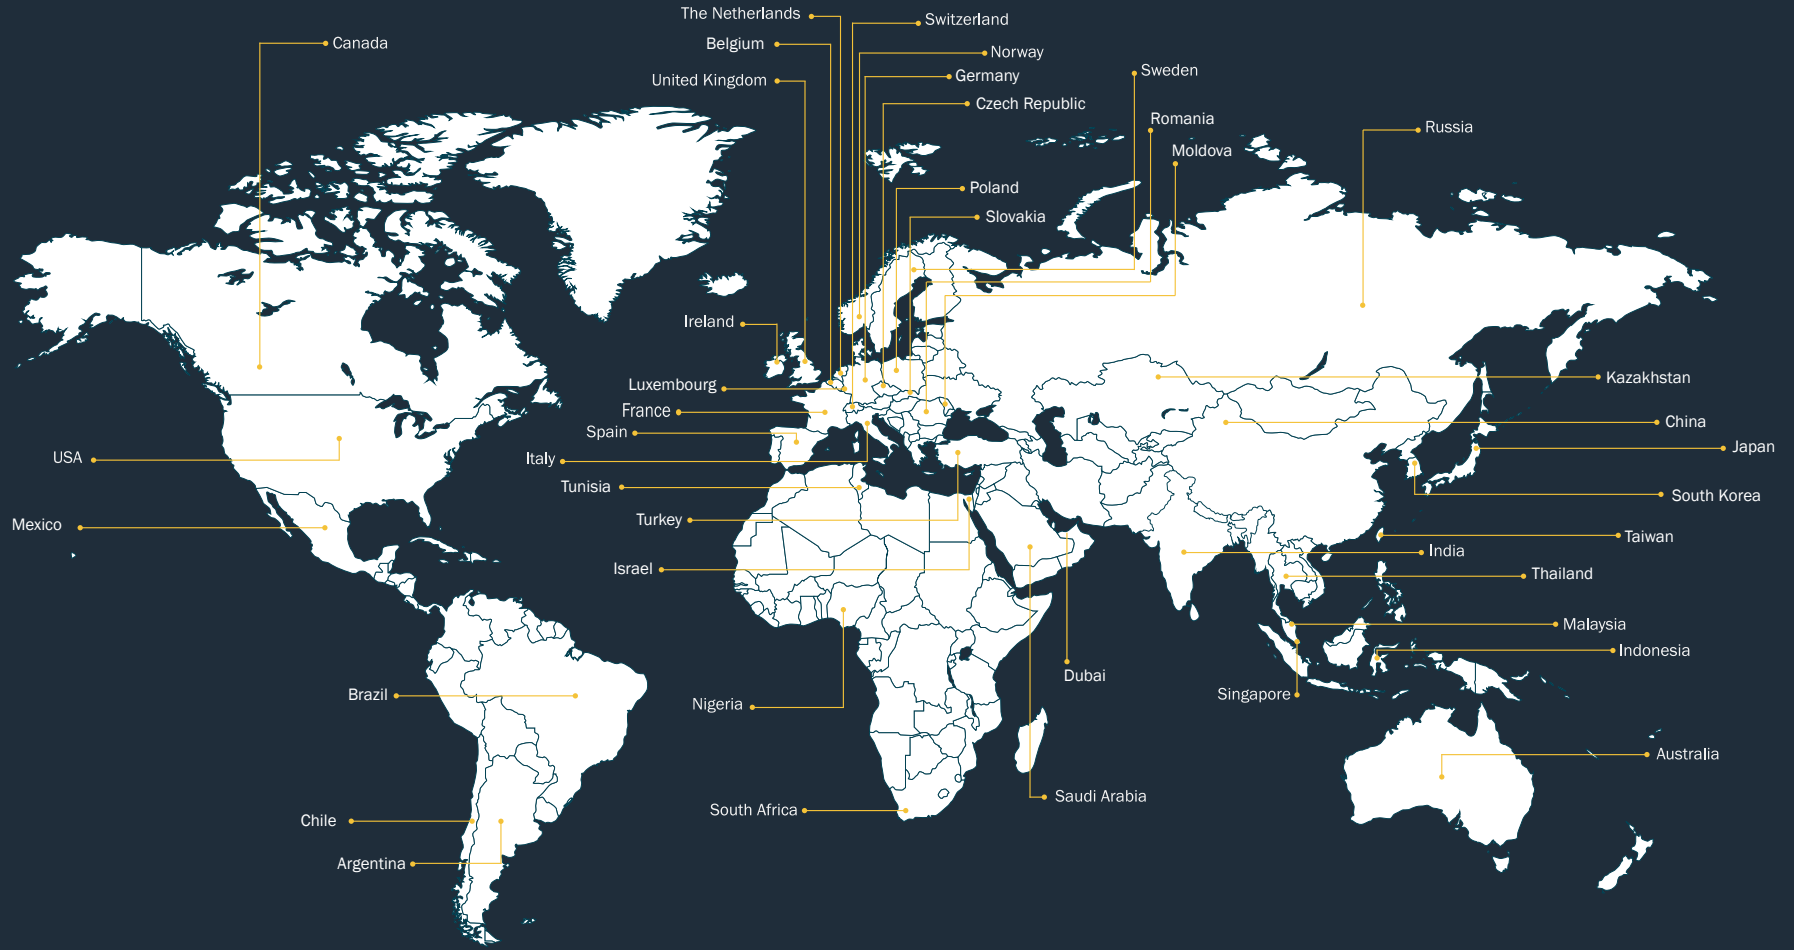 The Netherlands
Switzerland
Canada
Belgium
Norway
United Kingdom
Germany
Sweden
Czech Republic
Romania
Russia
Moldova
Poland
Slovakia
Ireland
Luxembourg
Kazakhstan
France
China
Spain
Japan
USA
Italy
Tunisia
South Korea
Mexico
Turkey
Taiwan
India
Israel
Thailand
Malaysia
Indonesia
Dubai
Brazil
Singapore
Nigeria
Australia
Saudi Arabia
South Africa
Chile
Argentina